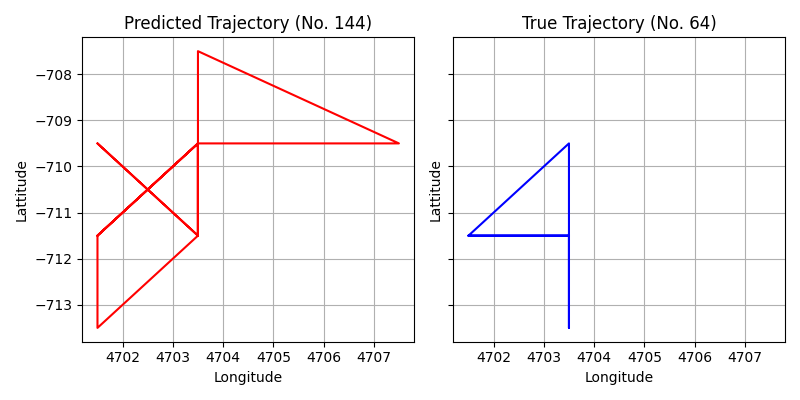 Predicted Trajectory (No. 144)
True Trajectory (No. 64)
−708
−709
−710
−711
−712
−713
Lattitude
Lattitude
4702 4703 4704 4705 4706 4707
4702 4703 4704 4705 4706 4707
Longitude
Longitude